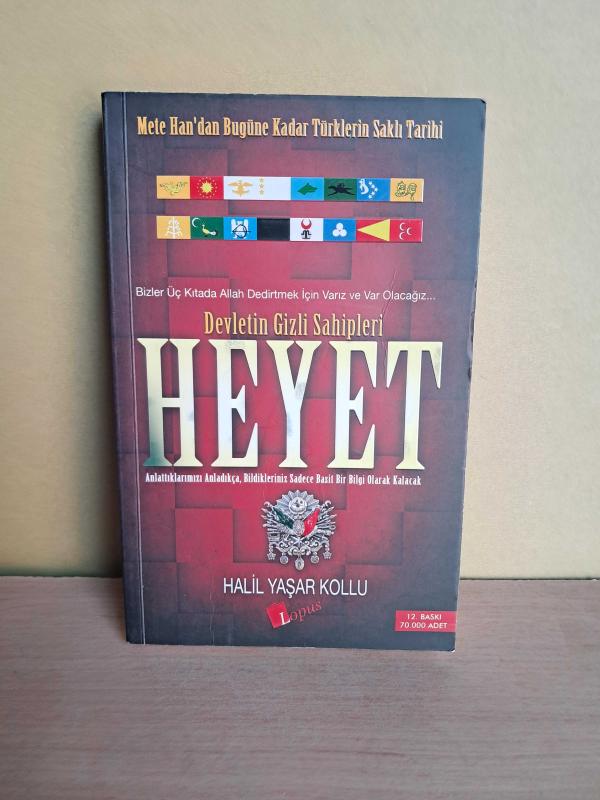 Mete Han'dan Bugüne Kadar Türklerin Saklı Tarihi
Bizler Üç Kıtada Allah Dedirtmek İçin Varız ve Var Olacağız...
Devletin Gizli Sahipleri
HEYET
Anlattıklarımızı Anladıkça, Bildikleriniz Sadece Basit Bir Bilgi Olarak Kalacak
HALİL YAŞAR KOLLU
Lopus
12. BASKI
70.000 ADET